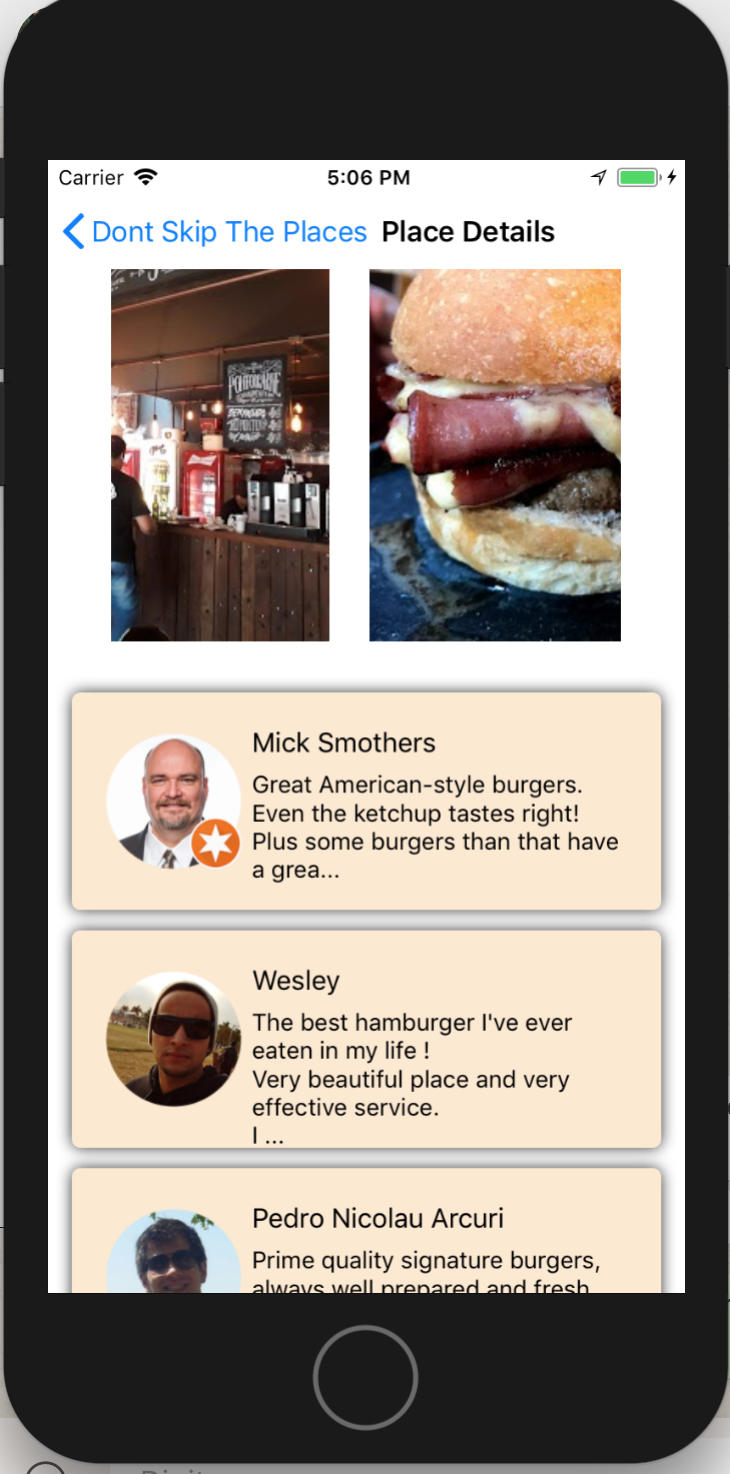 Carrier
5:06 PM
Dont Skip The Places
Place Details
Mick Smothers
Great American-style burgers.
Even the ketchup tastes right!
Plus some burgers than that have
a grea...
Wesley
The best hamburger I've ever
eaten in my life !
Very beautiful place and very
effective service.
I ...
Pedro Nicolau Arcuri
Prime quality signature burgers,
always well prepared and fresh